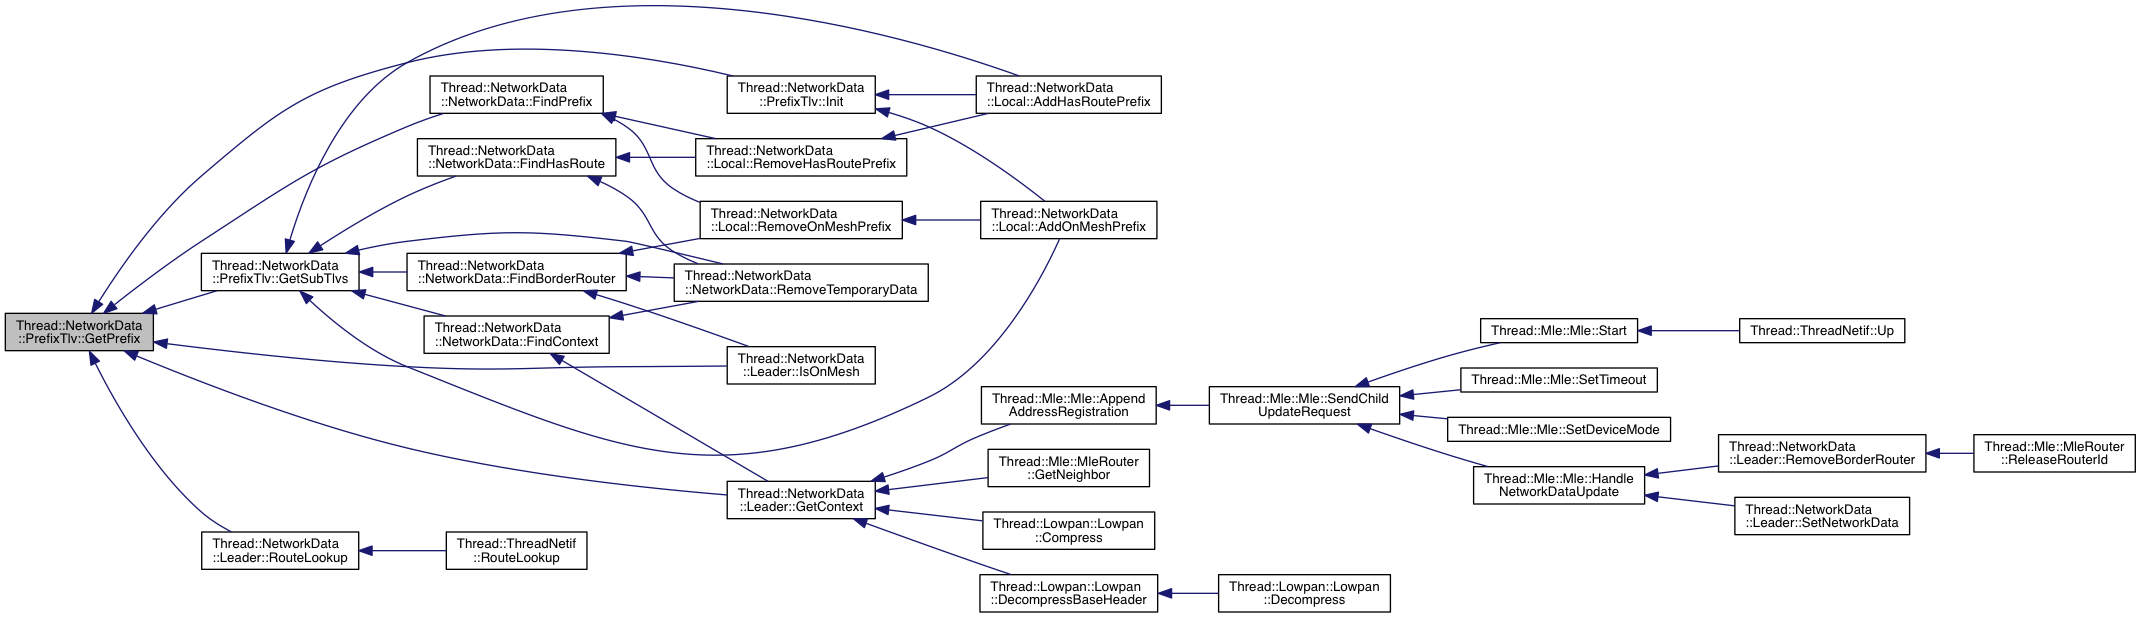 Thread::NetworkData
::PrefixTlv::GetPrefix
Thread::NetworkData
::PrefixTlv::GetSubTlvs
Thread::NetworkData
::Leader::RouteLookup
Thread::NetworkData
::NetworkData::FindPrefix
Thread::NetworkData
::NetworkData::FindHasRoute
Thread::NetworkData
::NetworkData::FindBorderRouter
Thread::NetworkData
::NetworkData::FindContext
Thread::ThreadNetif
::RouteLookup
Thread::NetworkData
::PrefixTlv::Init
Thread::NetworkData
::Local::RemoveHasRoutePrefix
Thread::NetworkData
::Local::RemoveOnMeshPrefix
Thread::NetworkData
::NetworkData::RemoveTemporaryData
Thread::NetworkData
::Leader::IsOnMesh
Thread::NetworkData
::Leader::GetContext
Thread::NetworkData
::Local::AddHasRoutePrefix
Thread::NetworkData
::Local::AddOnMeshPrefix
Thread::Mle::Mle::Append
AddressRegistration
Thread::Mle::MleRouter
::GetNeighbor
Thread::Lowpan::Lowpan
::Compress
Thread::Lowpan::Lowpan
::DecompressBaseHeader
Thread::Mle::Mle::SendChild
UpdateRequest
Thread::Lowpan::Lowpan
::Decompress
Thread::Mle::Mle::Start
Thread::Mle::Mle::SetTimeout
Thread::Mle::Mle::SetDeviceMode
Thread::Mle::Mle::Handle
NetworkDataUpdate
Thread::ThreadNetif::Up
Thread::NetworkData
::Leader::RemoveBorderRouter
Thread::NetworkData
::Leader::SetNetworkData
Thread::Mle::MleRouter
::ReleaseRouterId